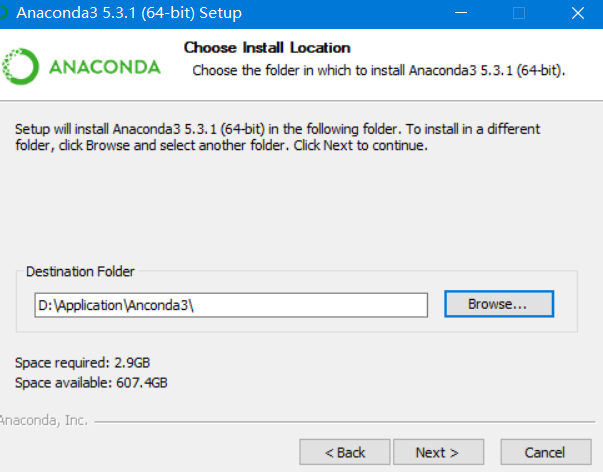 Anaconda3 5.3.1 (64-bit) Setup
ANACONDA
Choose Install Location
Choose the folder in which to install Anaconda3 5.3.1 (64-bit).
Setup will install Anaconda3 5.3.1 (64-bit) in the following folder. To install in a different
folder, click Browse and select another folder. Click Next to continue.
Destination Folder
D:\Application\Anconda3\
Browse...
Space required: 2.9GB
Space available: 607.4GB
Anaconda, Inc.
< Back
Next >
Cancel